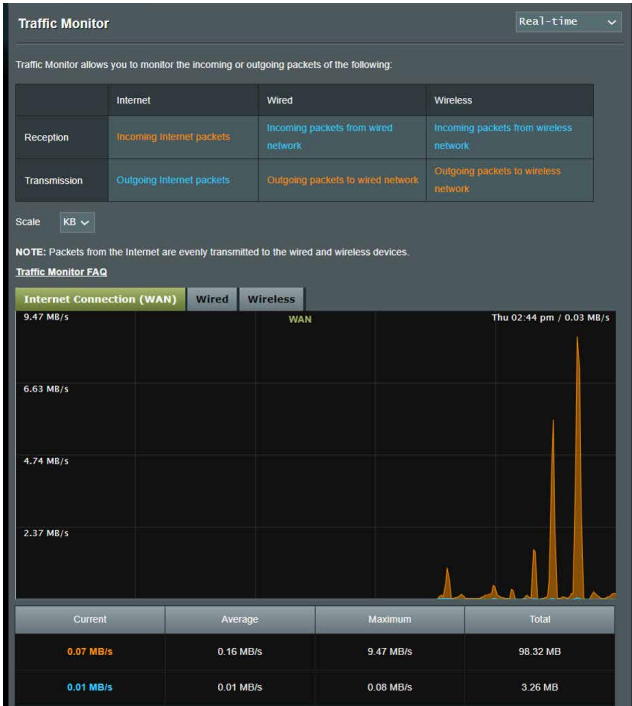 Traffic Monitor
Real-time
Traffic Monitor allows you to monitor the incoming or outgoing packets of the following:
Internet Wired Wireless
Reception Incoming Internet packets Incoming packets from wired network Incoming packets from wireless network
Transmission Outgoing Internet packets Outgoing packets to wired network Outgoing packets to wireless network
Scale KB
NOTE: Packets from the Internet are evenly transmitted to the wired and wireless devices.
Traffic Monitor FAQ
Internet Connection (WAN) Wired Wireless
9.47 MB/s WAN Thu 02:44 pm / 0.03 MB/s
6.63 MB/s
4.74 MB/s
2.37 MB/s
Current Average Maximum Total
0.07 MB/s 0.16 MB/s 9.47 MB/s 98.32 MB
0.01 MB/s 0.01 MB/s 0.08 MB/s 3.26 MB